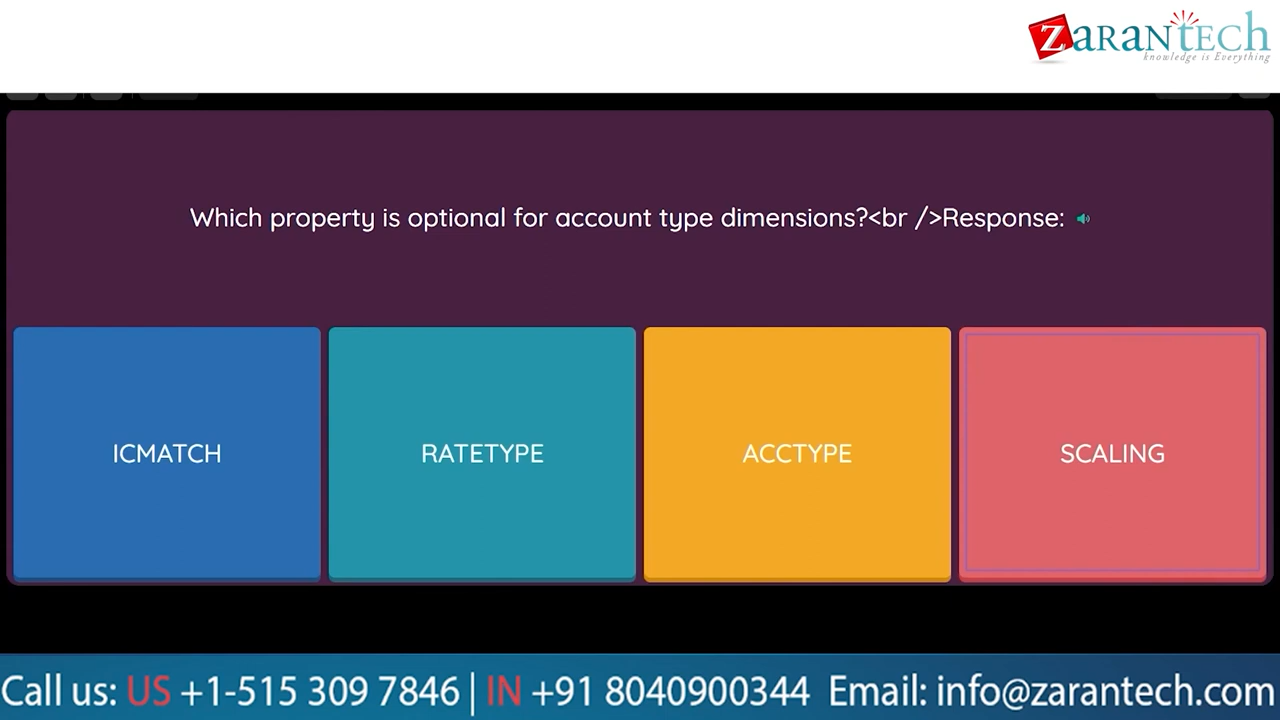 ZARANTECH
knowledge is Everything
Which property is optional for account type dimensions?<br />Response:
ICMATCH
RATETYPE
ACCTYPE
SCALING
Call us: US +1-515 309 7846 | IN +91 8040900344 Email: info@zarantech.com